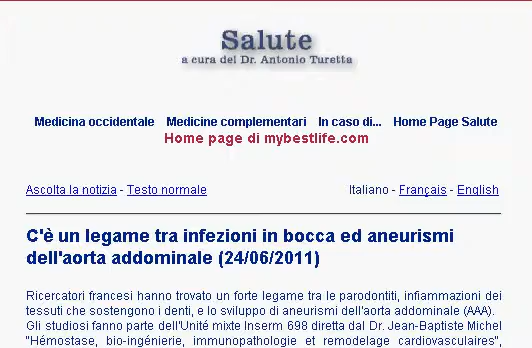 Salute
a cura del Dr. Antonio Turetta
Medicina occidentale Medicine complementari In caso di... Home Page Salute
Home page di mybestlife.com
Ascolta la notizia - Testo normale Italiano - Français - English
C'è un legame tra infezioni in bocca ed aneurismi
dell'aorta addominale (24/06/2011)
Ricercatori francesi hanno trovato un forte legame tra le parodontiti, infiammazioni dei
tessuti che sostengono i denti, e lo sviluppo di aneurismi dell'aorta addominale (AAA).
Gli studiosi fanno parte dell'Unité mixte Inserm 698 diretta dal Dr. Jean-Baptiste Michel
"Hémostase, bio-ingénierie, immunopathologie et remodelage cardiovasculaires",